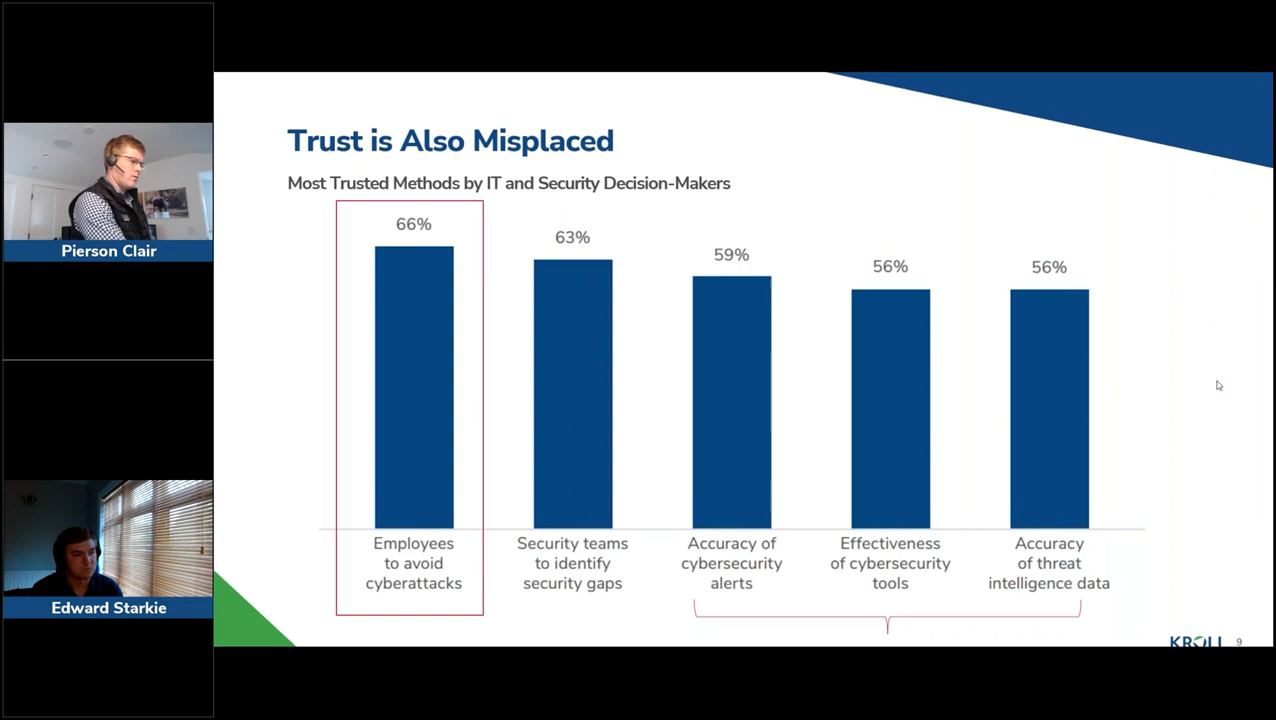 Trust is Also Misplaced
Most Trusted Methods by IT and Security Decision-Makers
66%
63%
59%
56%
56%
Employees
to avoid
cyberattacks
Security teams
to identify
security gaps
Accuracy of
cybersecurity
alerts
Effectiveness
of cybersecurity
tools
Accuracy
of threat
intelligence data
KROLL
9
Pierson Clair
Edward Starkie